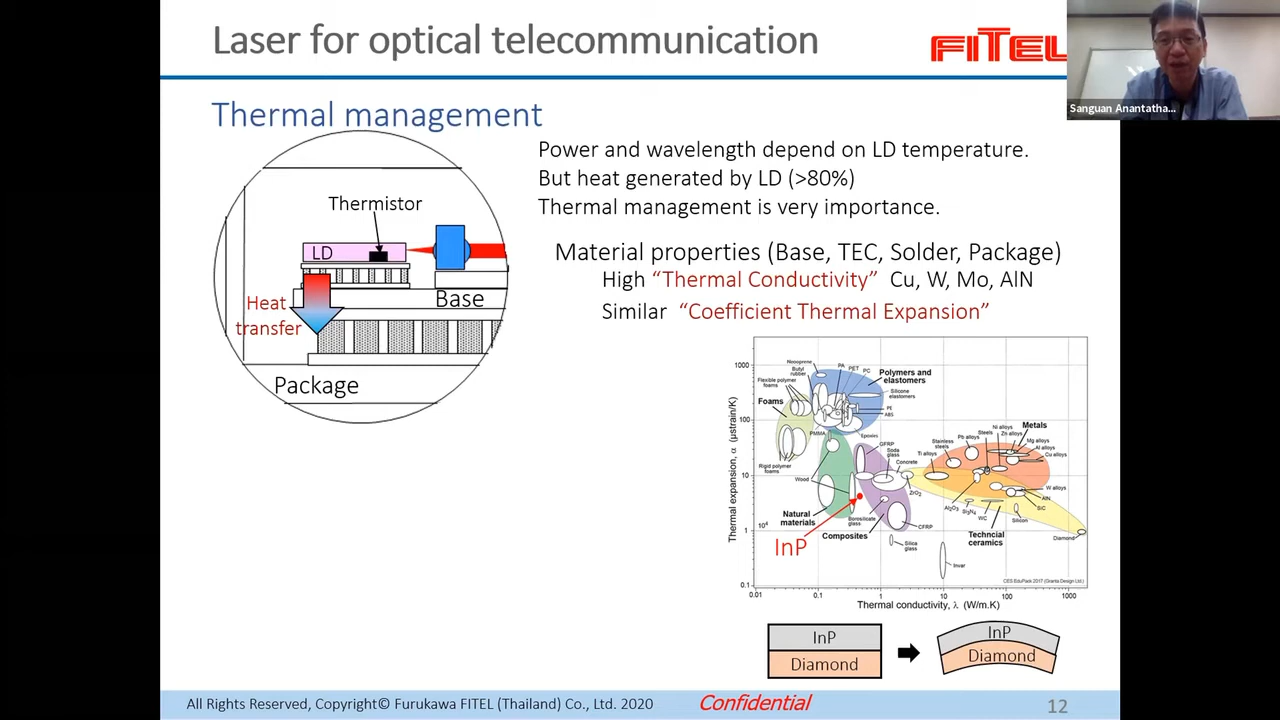 Laser for optical telecommunication
FITEL
Sanguan Anantatha...
Thermal management
Power and wavelength depend on LD temperature.
But heat generated by LD (>80%)
Thermal management is very importance.
Thermistor
LD
Base
Heat
transfer
Package
Material properties (Base, TEC, Solder, Package)
High “Thermal Conductivity” Cu, W, Mo, AlN
Similar “Coefficient Thermal Expansion”
Thermal expansion, α (µstrain/K)
1000
100
10
1
0.1
10⁴
Neoprene
Butyl
rubber
Flexible polymer
foams
Foams
Rigid polymer
foams
PA
PET
PC
Polymers and
elastomers
Silicone
elastomers
PE
ABS
PMMA
Epoxies
GFRP
Soda
glass
Concrete
Wood
Natural
materials
Borosilicate
glass
Composites
ZrO₂
CFRP
Silica
glass
Invar
Ti alloys
Stainless
steels
Pb alloys
Steels
Ni alloys
Zn alloys
Metals
Mg alloys
Al alloys
Cu alloys
W alloys
AlN
SiC
Al₂O₃
Si₃N₄
WC
Silicon
Techncial
ceramics
Diamond
InP
CES EduPack 2017 (Granta Design Ltd.)
0.01
0.1
1
10
100
1000
Thermal conductivity, λ (W/m.K)
InP
Diamond
InP
Diamond
All Rights Reserved, Copyright© Furukawa FITEL (Thailand) Co., Ltd. 2020
Confidential
12